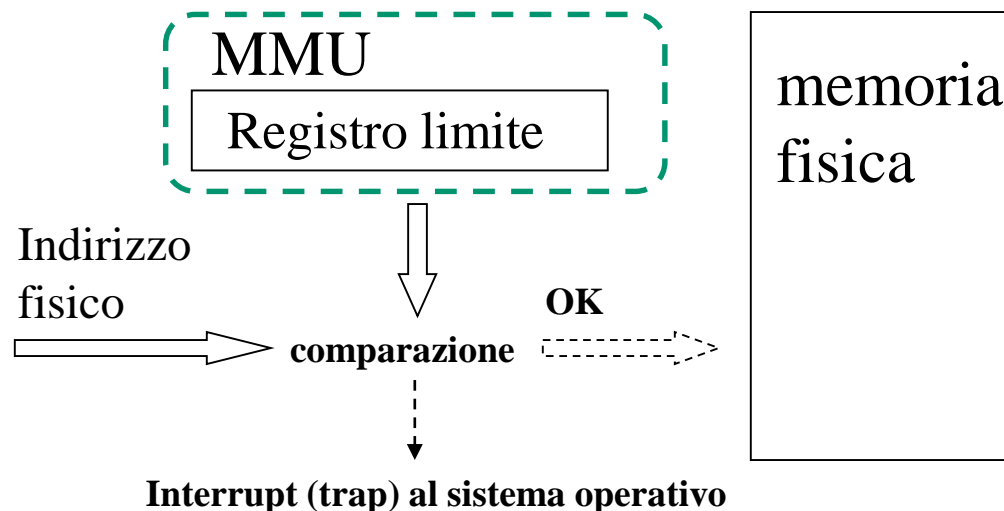 MMU
Registro limite
memoria
fisica
Indirizzo
fisico
OK
comparazione
Interrupt (trap) al sistema operativo